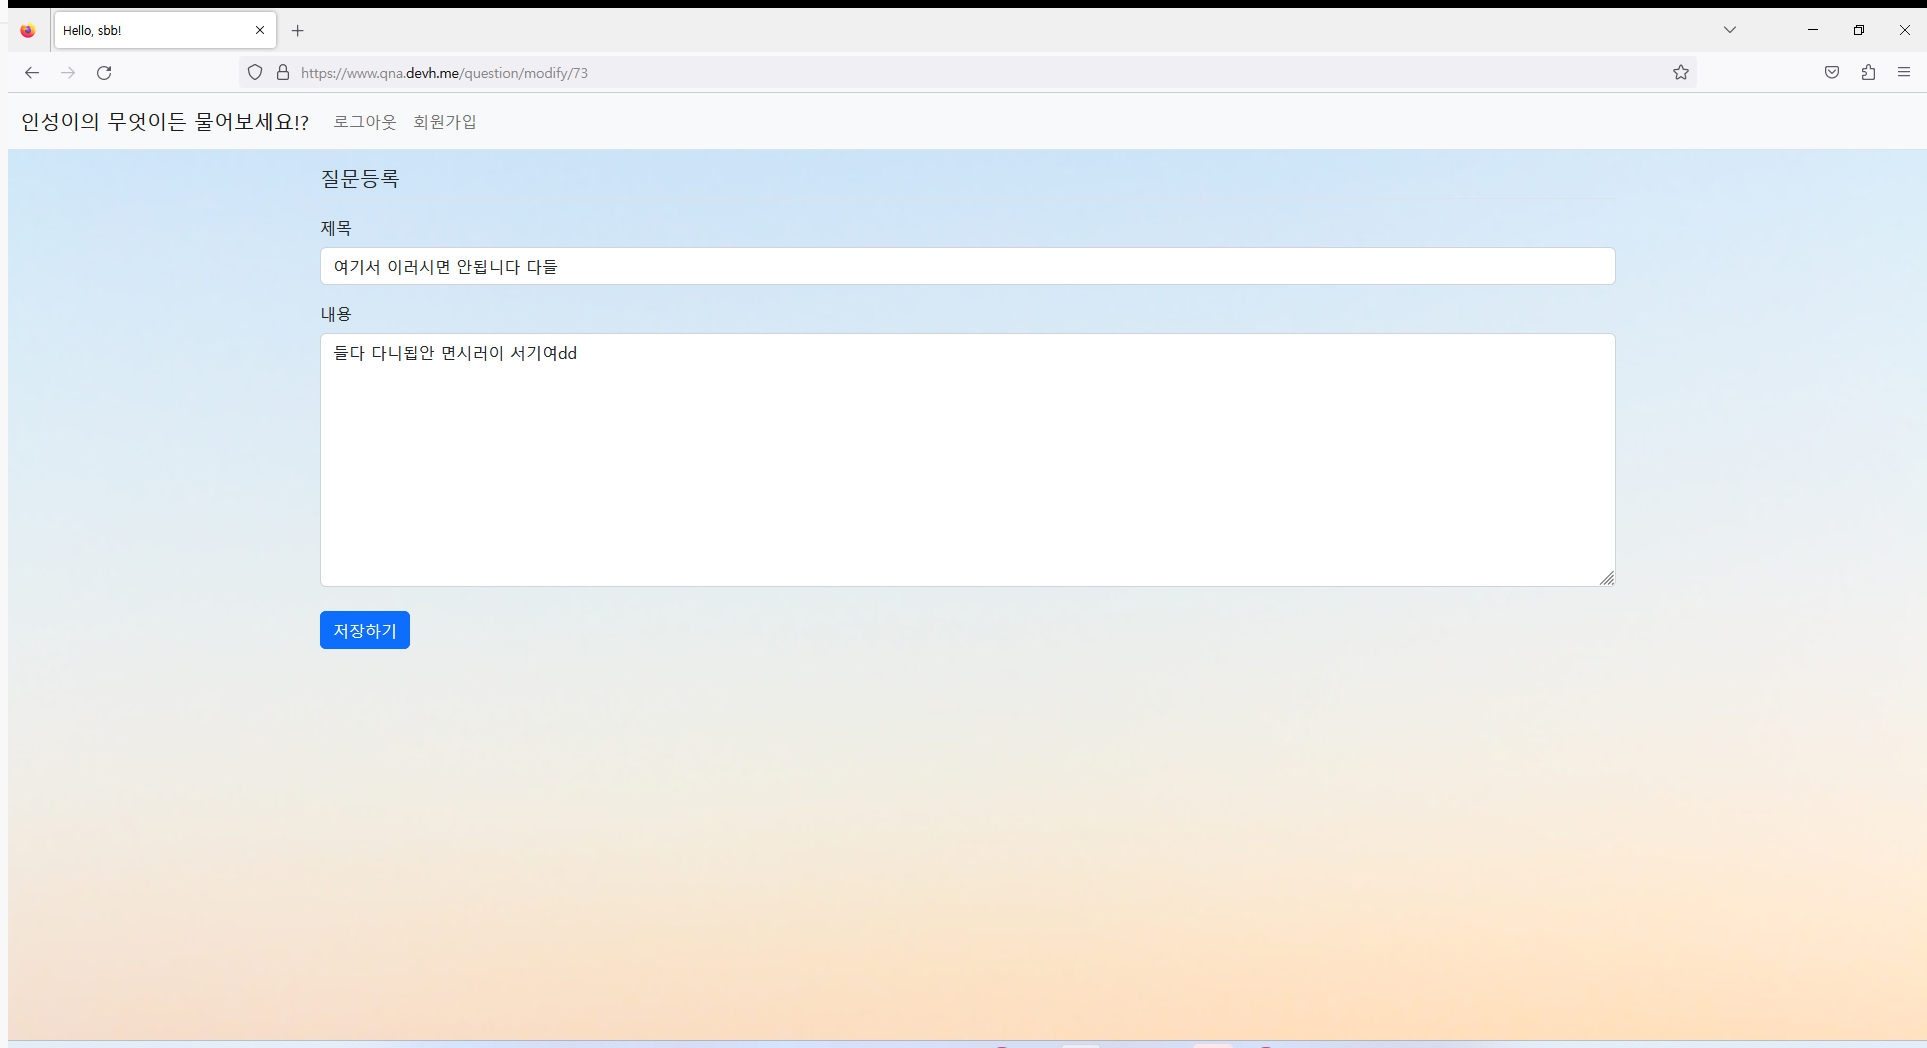 Hello, sbb!
https://www.qna.devh.me/question/modify/73
인성이의 무엇이든 물어보세요!? 로그아웃 회원가입
질문등록
제목
여기서 이러시면 안됩니다 다들
내용
들다 다니됩안 면시러이 서기여dd
저장하기